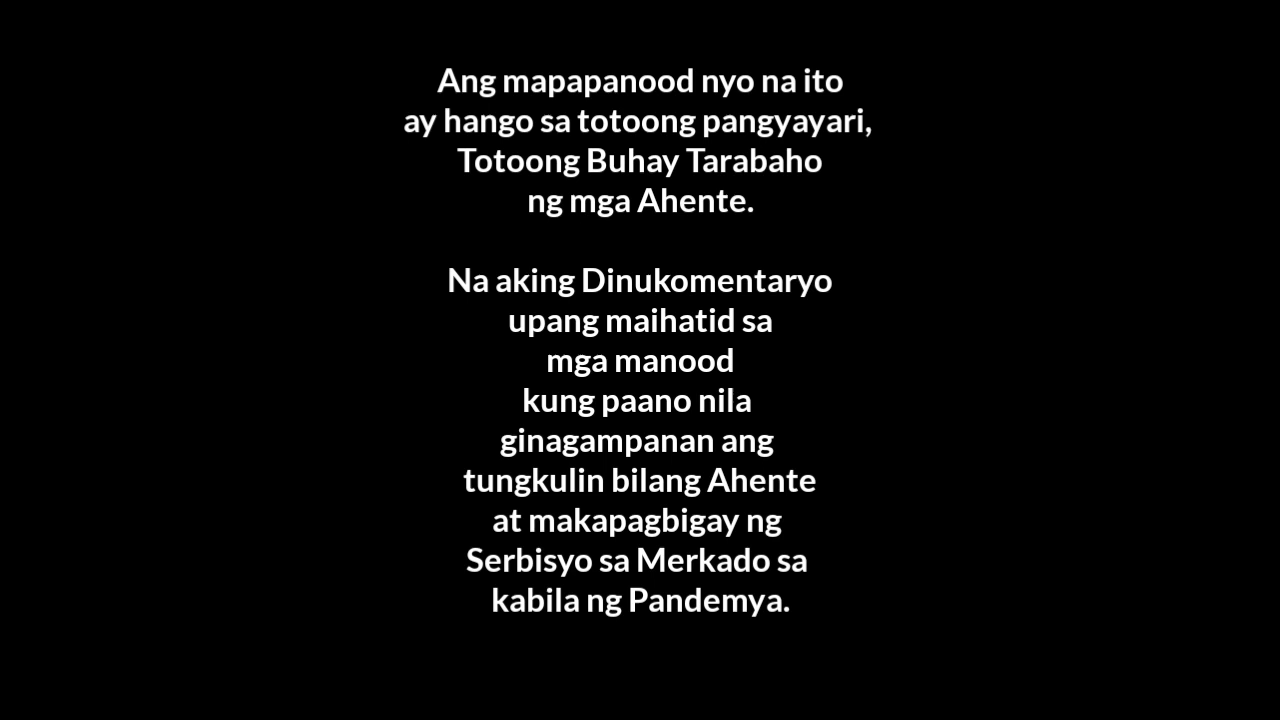 Ang mapapanood nyo na ito
ay hango sa totoong pangyayari,
Totoong Buhay Tarabaho
ng mga Ahente.
Na aking Dinukomentaryo
upang maihatid sa
mga manood
kung paano nila
ginagampanan ang
tungkulin bilang Ahente
at makapagbigay ng
Serbisyo sa Merkado sa
kabila ng Pandemya.